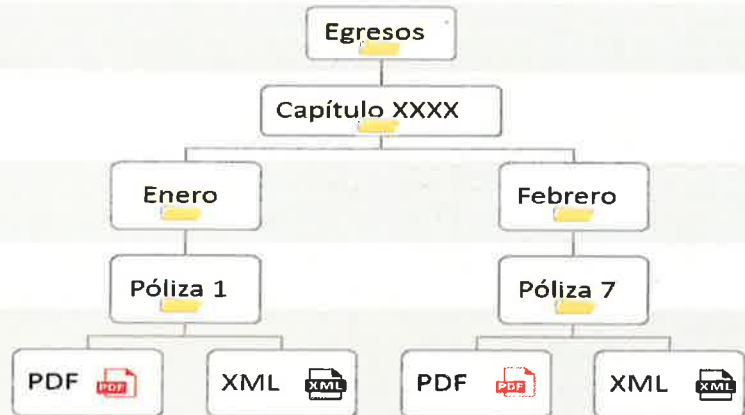 Egresos
Capítulo XXXX
Enero Febrero
Póliza 1 Póliza 7
PDF PDF XML XML PDF PDF XML XML